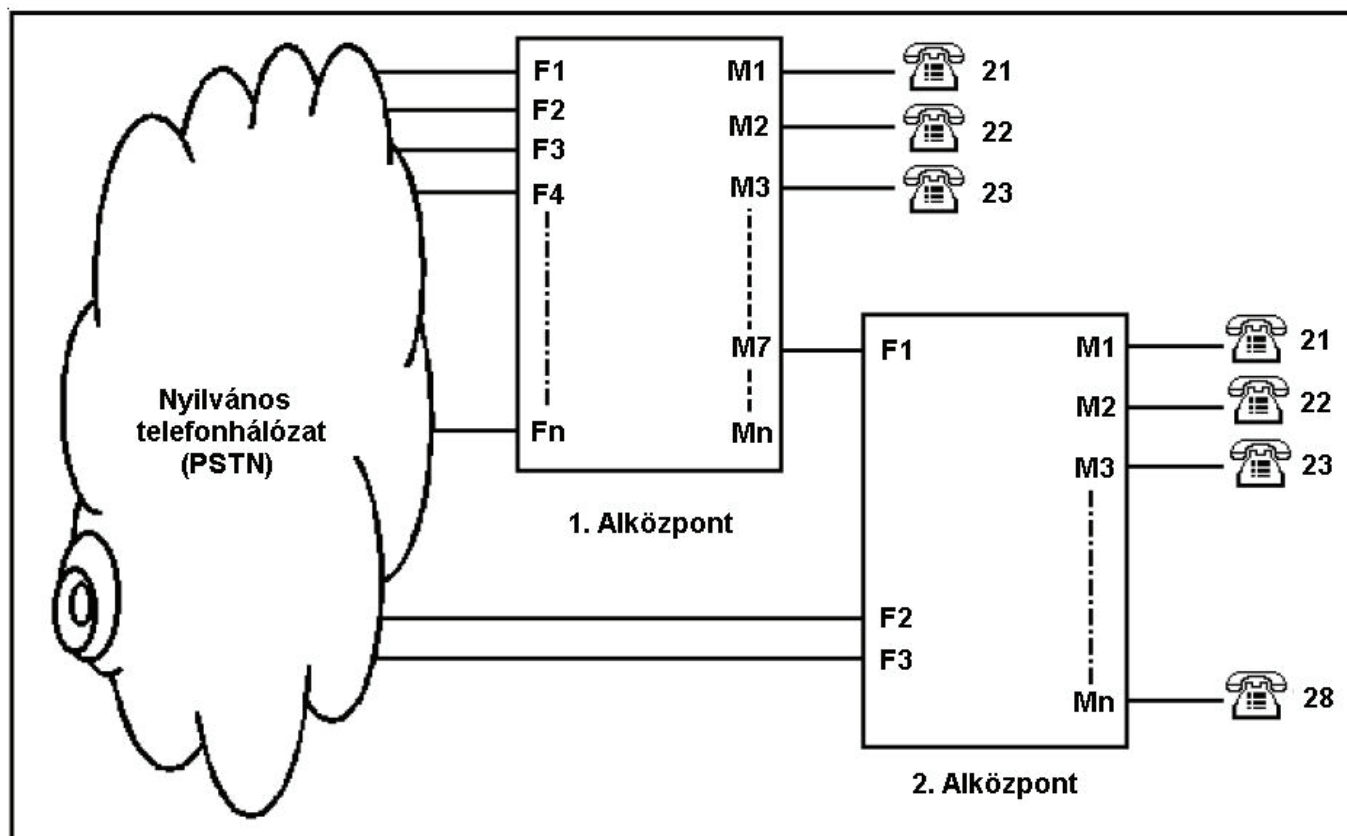 F1
F2
F3
F4
Fn
M1
M2
M3
M7
Mn
21
22
23
1. Alközpont
Nyilvános
telefonhálózat
(PSTN)
F1
F2
F3
M1
M2
M3
Mn
21
22
23
28
2. Alközpont